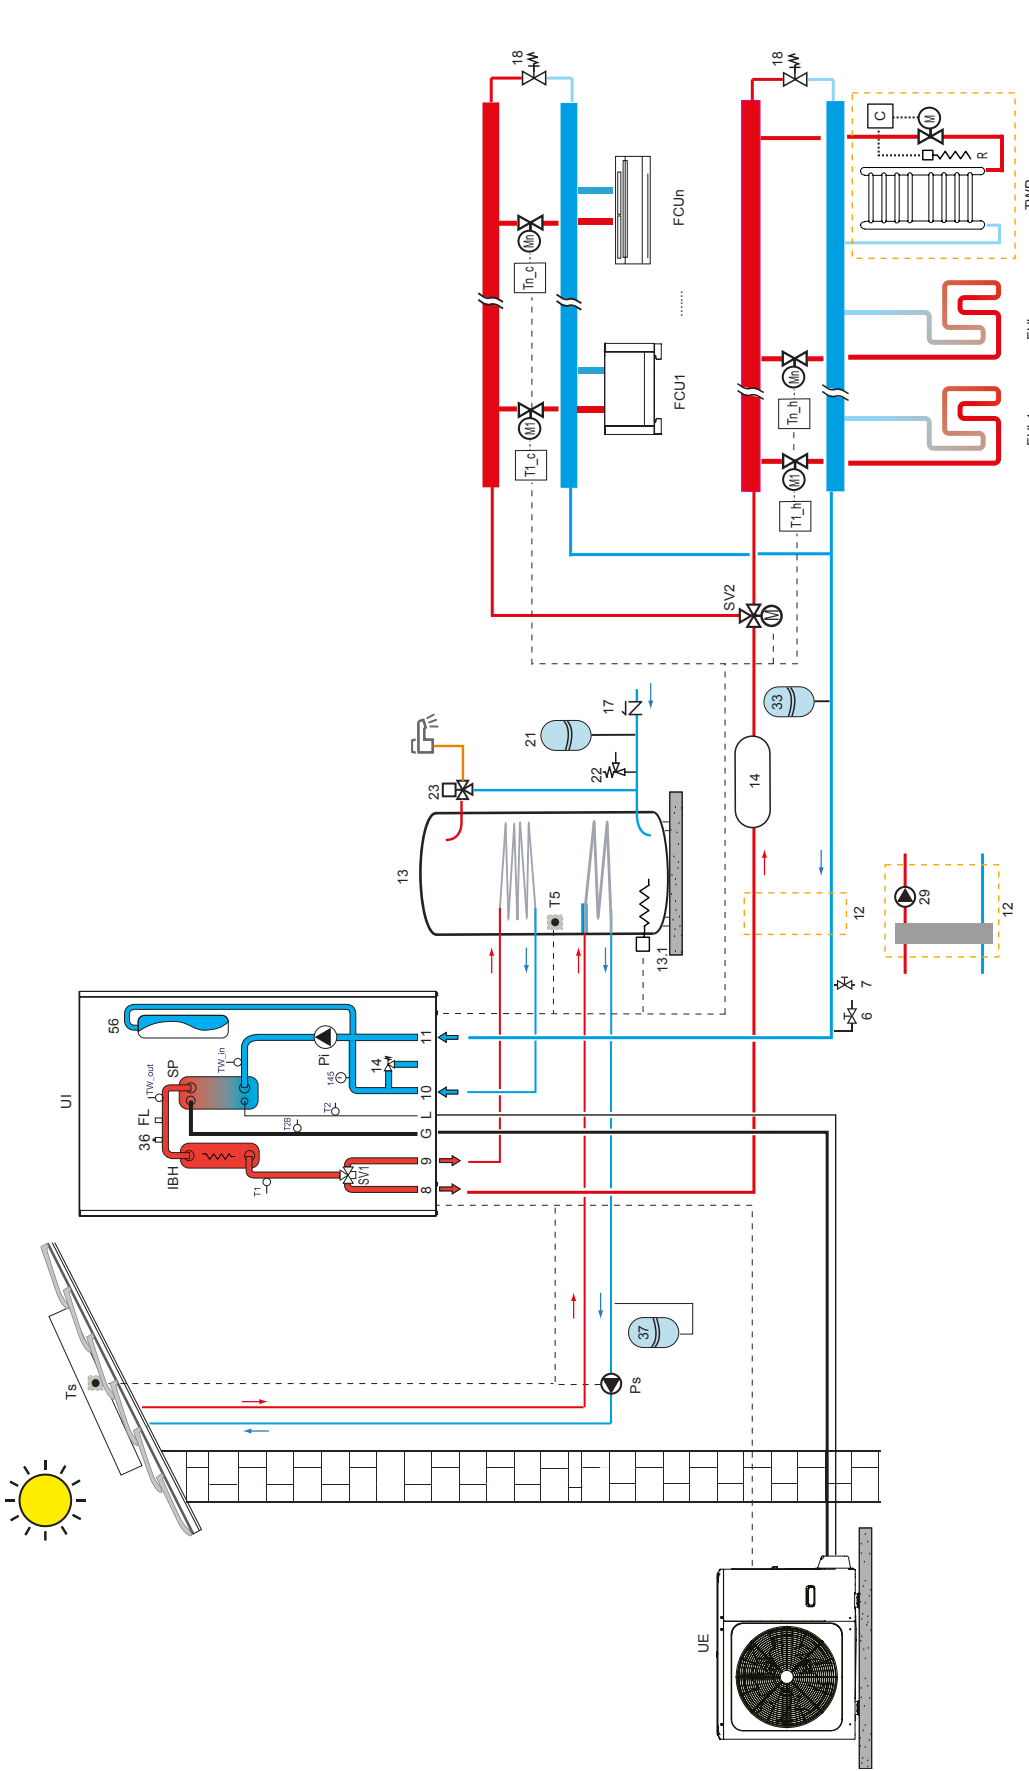 UI
Ts
56
SP
TW_out
FL
36
IBH
TW_in
Pi
145
T2
T2B
T1
14
SV1
11
10
L
G
9
8
13
23
T5
13.1
21
22
17
37
Ps
18
Mn
Tn_c
M1
T1_c
FCUn
........
FCU1
UE
SV2
M
14
33
12
7
6
29
12
18
Mn
Tn_h
M1
T1_h
C
M
R